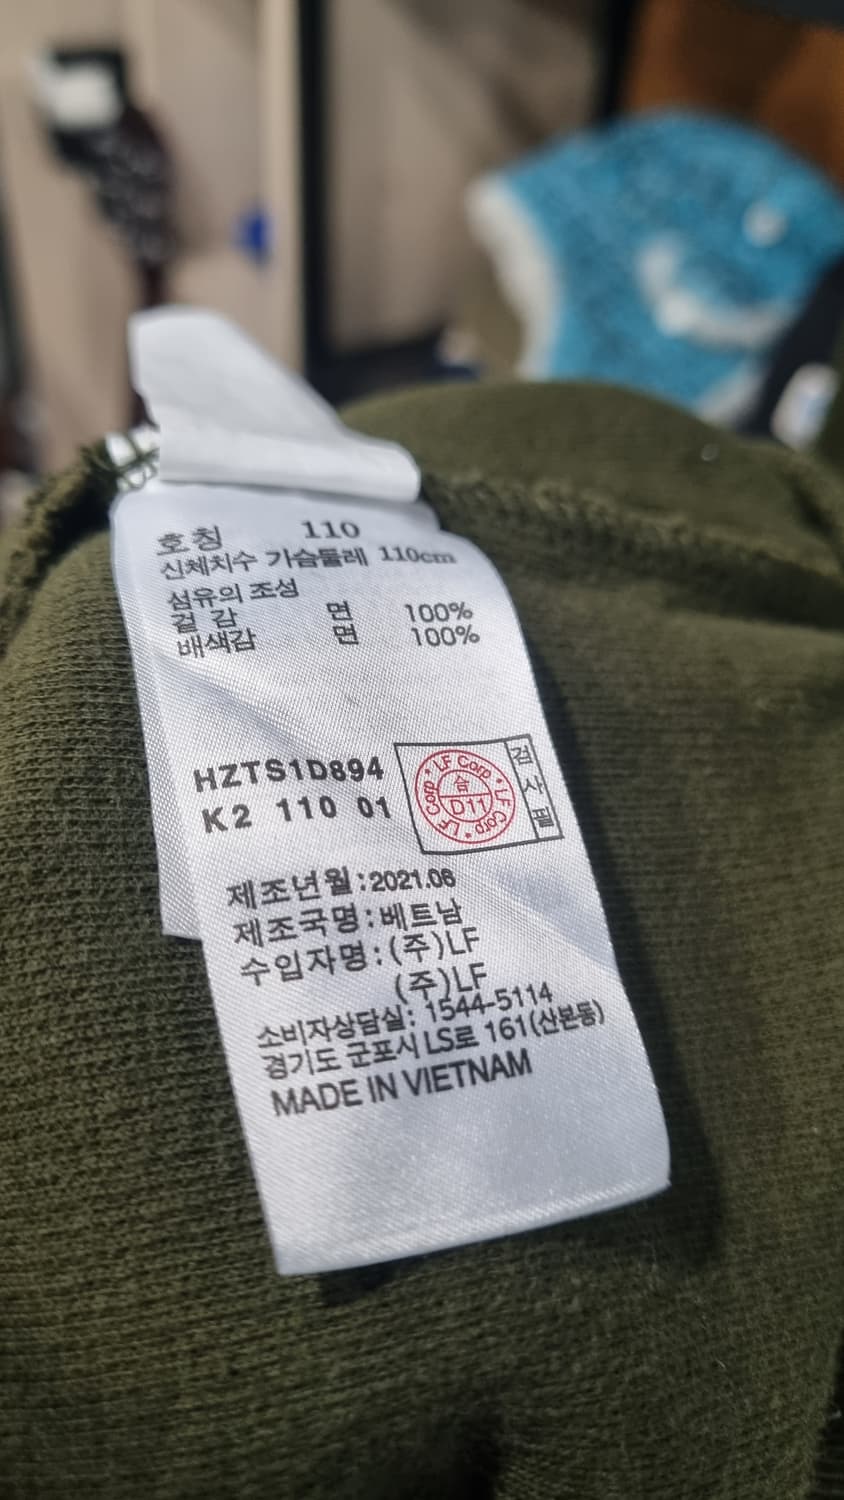 호칭 110
신체치수 가슴둘레 110cm
섬유의 조성
겉 감 면 100%
배색감 면 100%
HZTS1D894
K2 110 01
LF Corp • LF Corp • LF Corp •
합
D11
검사필
제조년월:2021.08
제조국명:베트남
수입자명:(주)LF
(주)LF
소비자상담실: 1544-5114
경기도 군포시 LS로 161(산본동)
MADE IN VIETNAM